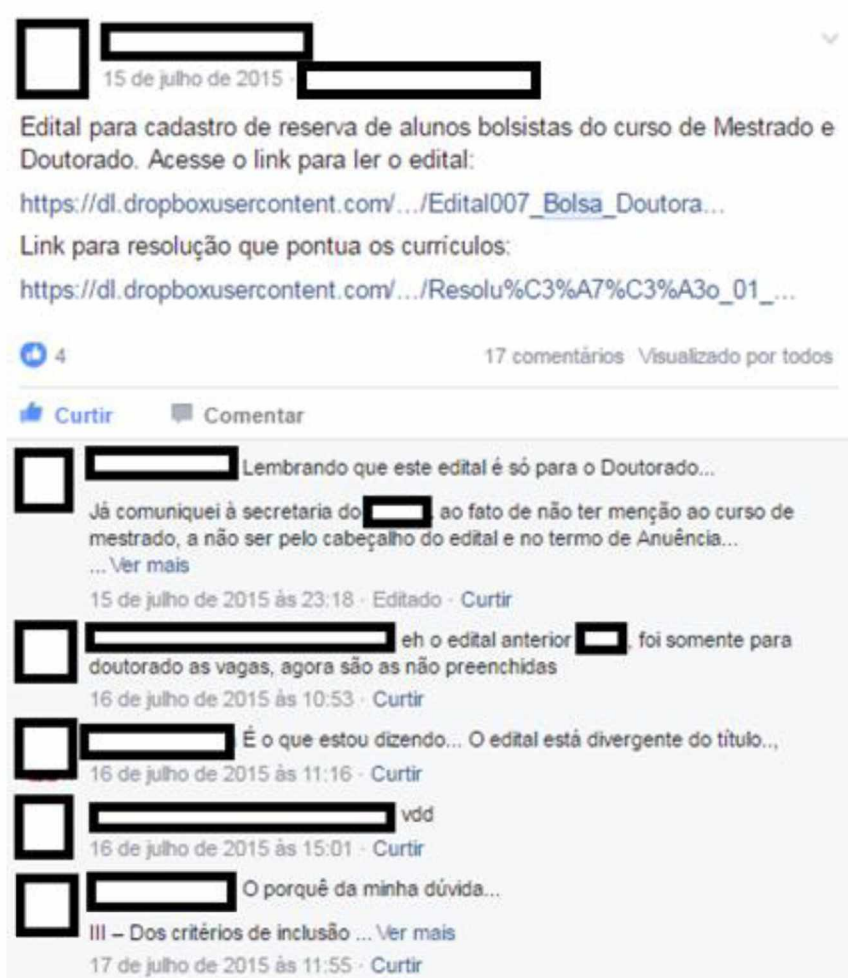 15 de julho de 2015 ·
Edital para cadastro de reserva de alunos bolsistas do curso de Mestrado e
Doutorado. Acesse o link para ler o edital:
https://dl.dropboxusercontent.com/.../Edital007_Bolsa_Doutora...
Link para resolução que pontua os currículos:
https://dl.dropboxusercontent.com/.../Resolu%C3%A7%C3%A3o_01_...
4
17 comentários Visualizado por todos
Curtir Comentar
Lembrando que este edital é só para o Doutorado...
Já comuniquei à secretaria do , ao fato de não ter menção ao curso de
mestrado, a não ser pelo cabeçalho do edital e no termo de Anuência...
... Ver mais
15 de julho de 2015 às 23:18 · Editado · Curtir
eh o edital anterior , foi somente para
doutorado as vagas, agora são as não preenchidas
16 de julho de 2015 às 10:53 · Curtir
É o que estou dizendo... O edital está divergente do título..,
16 de julho de 2015 às 11:16 · Curtir
vdd
16 de julho de 2015 às 15:01 · Curtir
O porquê da minha dúvida...
III – Dos critérios de inclusão ... Ver mais
17 de julho de 2015 às 11:55 · Curtir